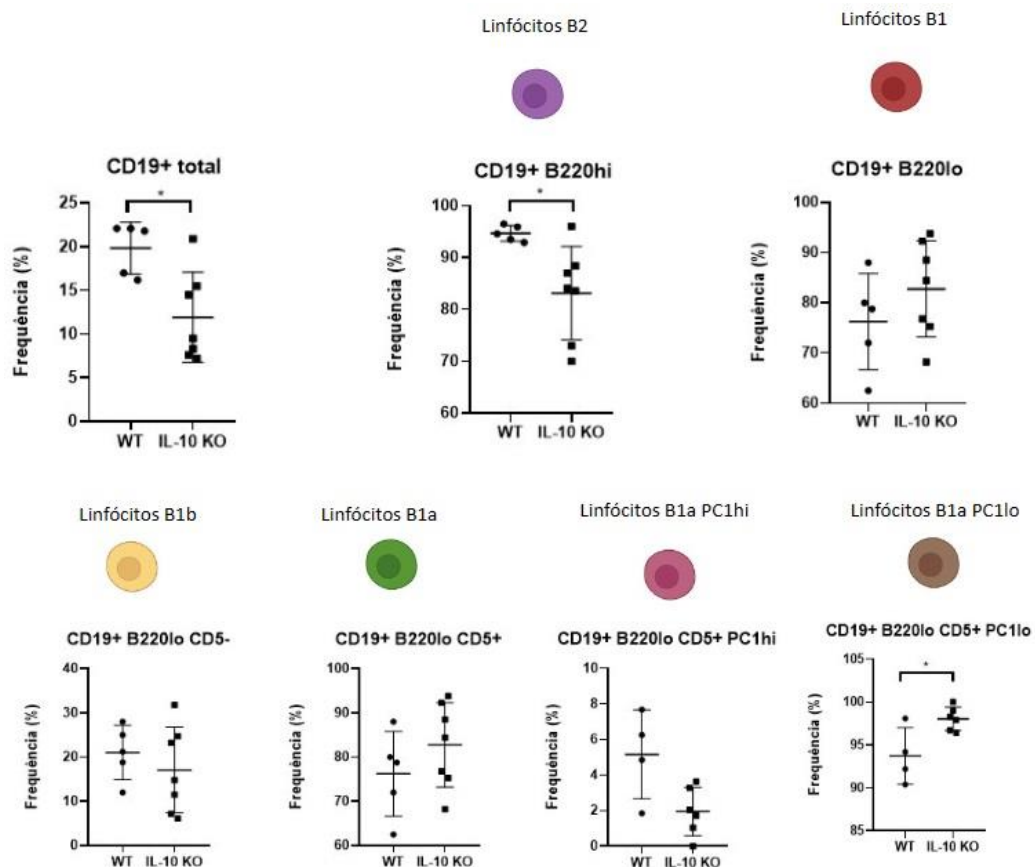 Linfócitos B2
Linfócitos B1
CD19+ total
*
25
20
15
10
5
0
Frequência (%)
WT
IL-10 KO
CD19+ B220hi
*
100
90
80
70
60
Frequência (%)
WT
IL-10 KO
CD19+ B220lo
100
90
80
70
60
Frequência (%)
WT
IL-10 KO
Linfócitos B1b
Linfócitos B1a
Linfócitos B1a PC1hi
Linfócitos B1a PC1lo
CD19+ B220lo CD5-
40
30
20
10
0
Frequência (%)
WT
IL-10 KO
CD19+ B220lo CD5+
100
90
80
70
60
Frequência (%)
WT
IL-10 KO
CD19+ B220lo CD5+ PC1hi
10
8
6
4
2
0
Frequência (%)
WT
IL-10 KO
CD19+ B220lo CD5+ PC1lo
*
105
100
95
90
85
Frequência (%)
WT
IL-10 KO